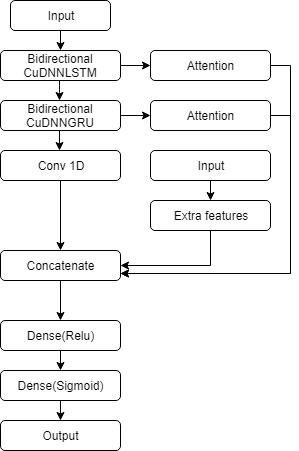 Input
Bidirectional
CuDNNLSTM
Attention
Bidirectional
CuDNNGRU
Attention
Conv 1D
Input
Extra features
Concatenate
Dense(Relu)
Dense(Sigmoid)
Output